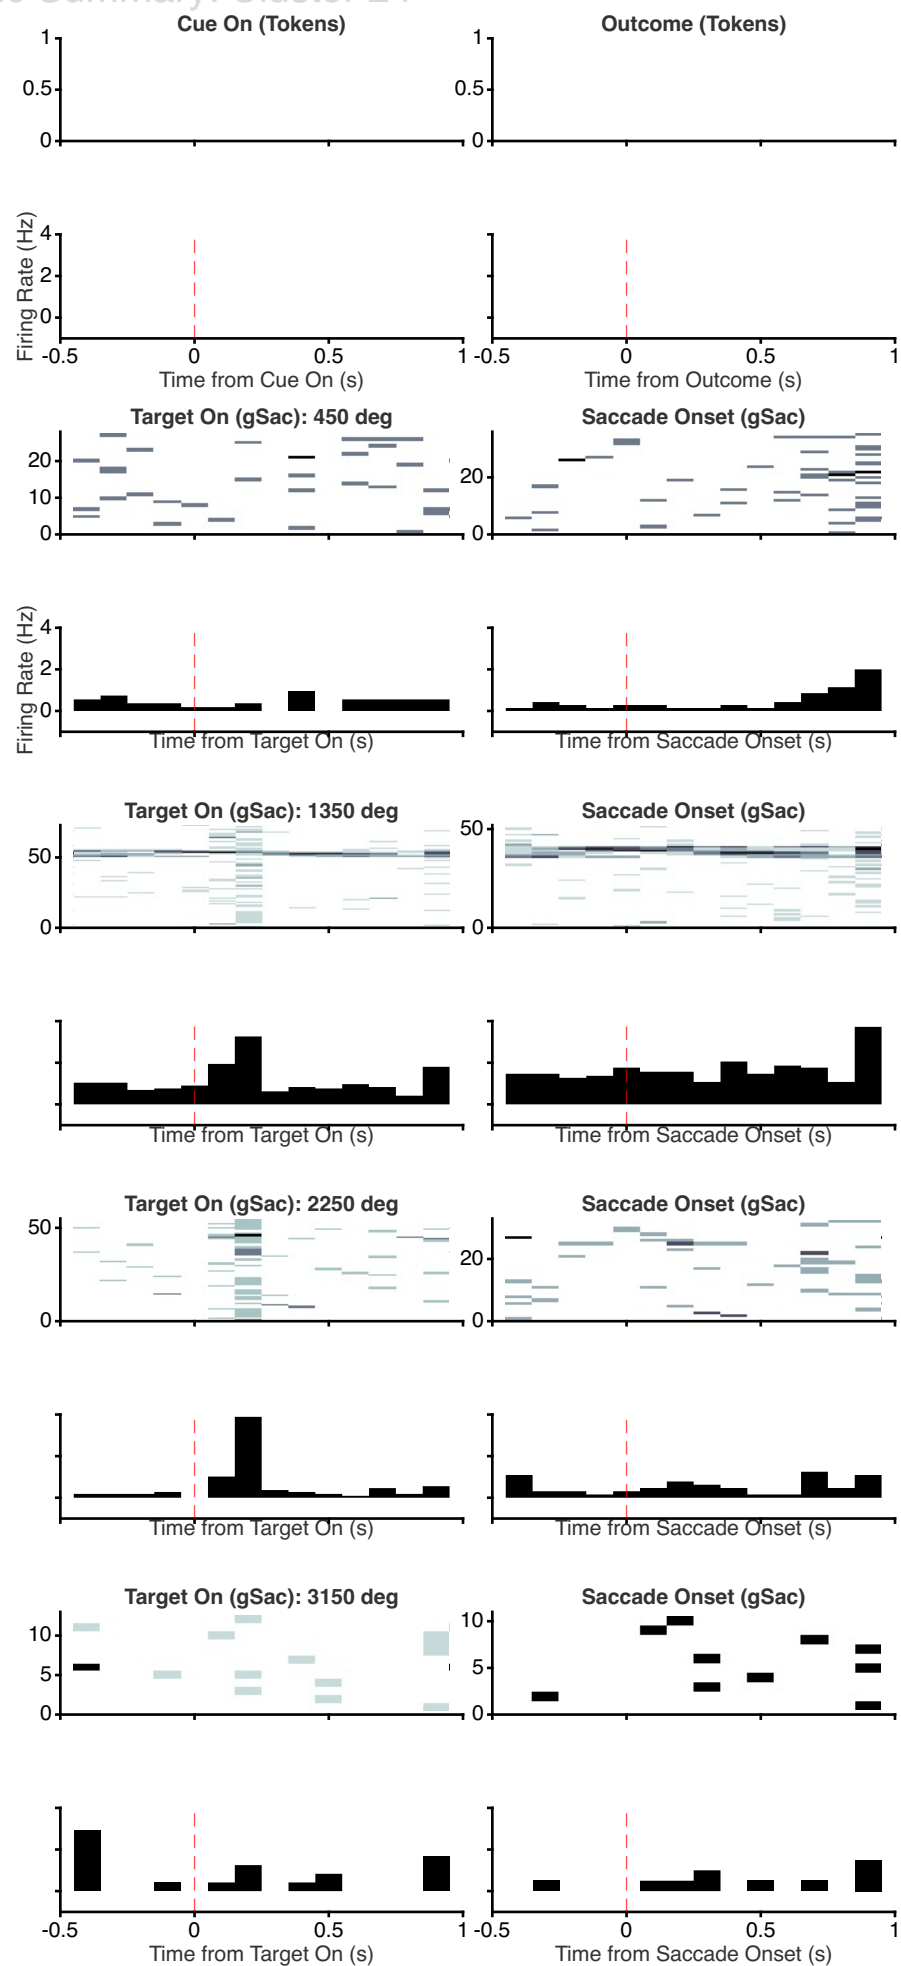 Summary: Cluster
Cue On (Tokens) Outcome (Tokens)
1 1
0.5 0.5
0 0
Firing Rate (Hz)
4
2
0
-0.5 0 0.5 1 -0.5 0 0.5 1
Time from Cue On (s) Time from Outcome (s)
Target On (gSac): 450 deg Saccade Onset (gSac)
20 20
10
0 0
Firing Rate (Hz)
4
2
0
Time from Target On (s) Time from Saccade Onset (s)
Target On (gSac): 1350 deg Saccade Onset (gSac)
50 50
0 0
Time from Target On (s) Time from Saccade Onset (s)
Target On (gSac): 2250 deg Saccade Onset (gSac)
50 20
0 0
Time from Target On (s) Time from Saccade Onset (s)
Target On (gSac): 3150 deg Saccade Onset (gSac)
10 10
5 5
0 0
-0.5 0 0.5 1 -0.5 0 0.5 1
Time from Target On (s) Time from Saccade Onset (s)